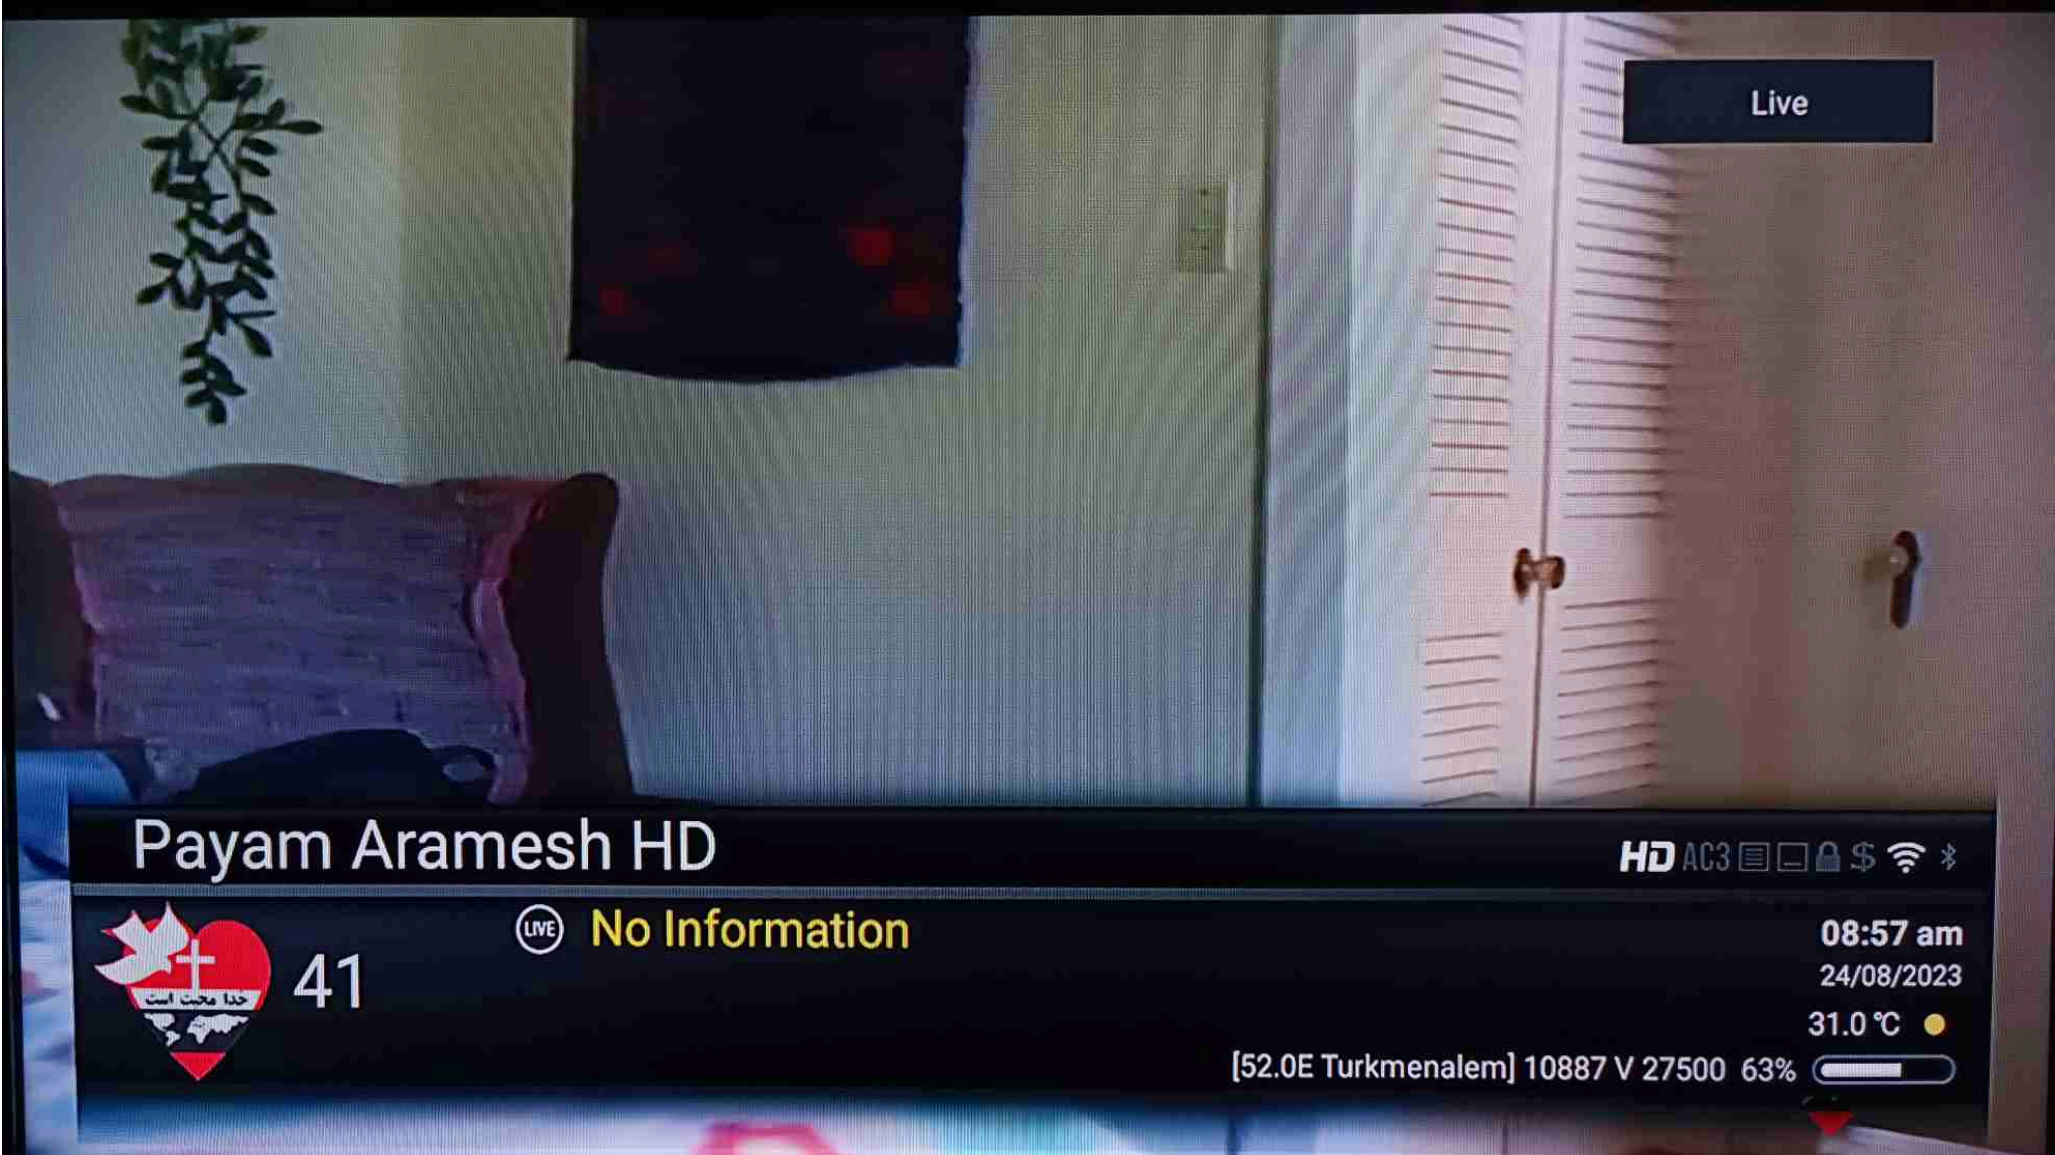 Live
Payam Aramesh HD
HD AC3 $
LIVE No Information
08:57 am
خدا محبت است
41
24/08/2023
31.0 °C
[52.0E Turkmenalem] 10887 V 27500 63%